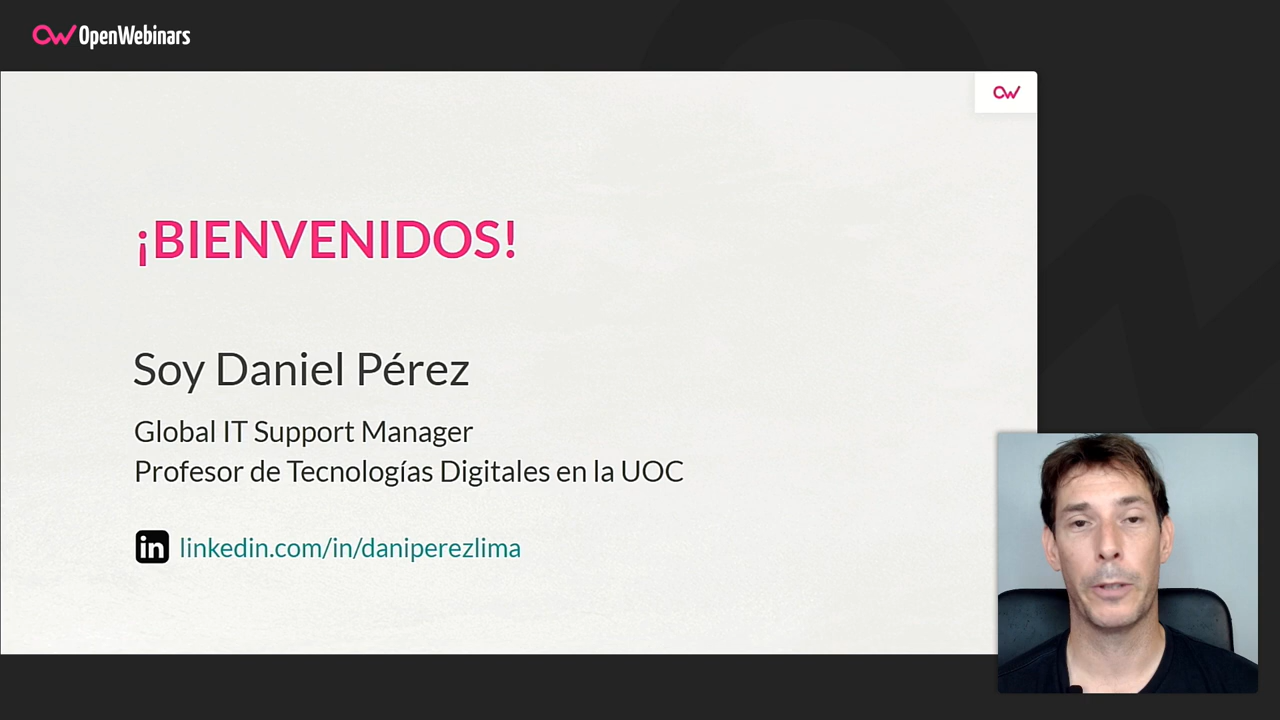 OpenWebinars
¡BIENVENIDOS!
Soy Daniel Pérez
Global IT Support Manager
Profesor de Tecnologías Digitales en la UOC
in linkedin.com/in/daniperezlima